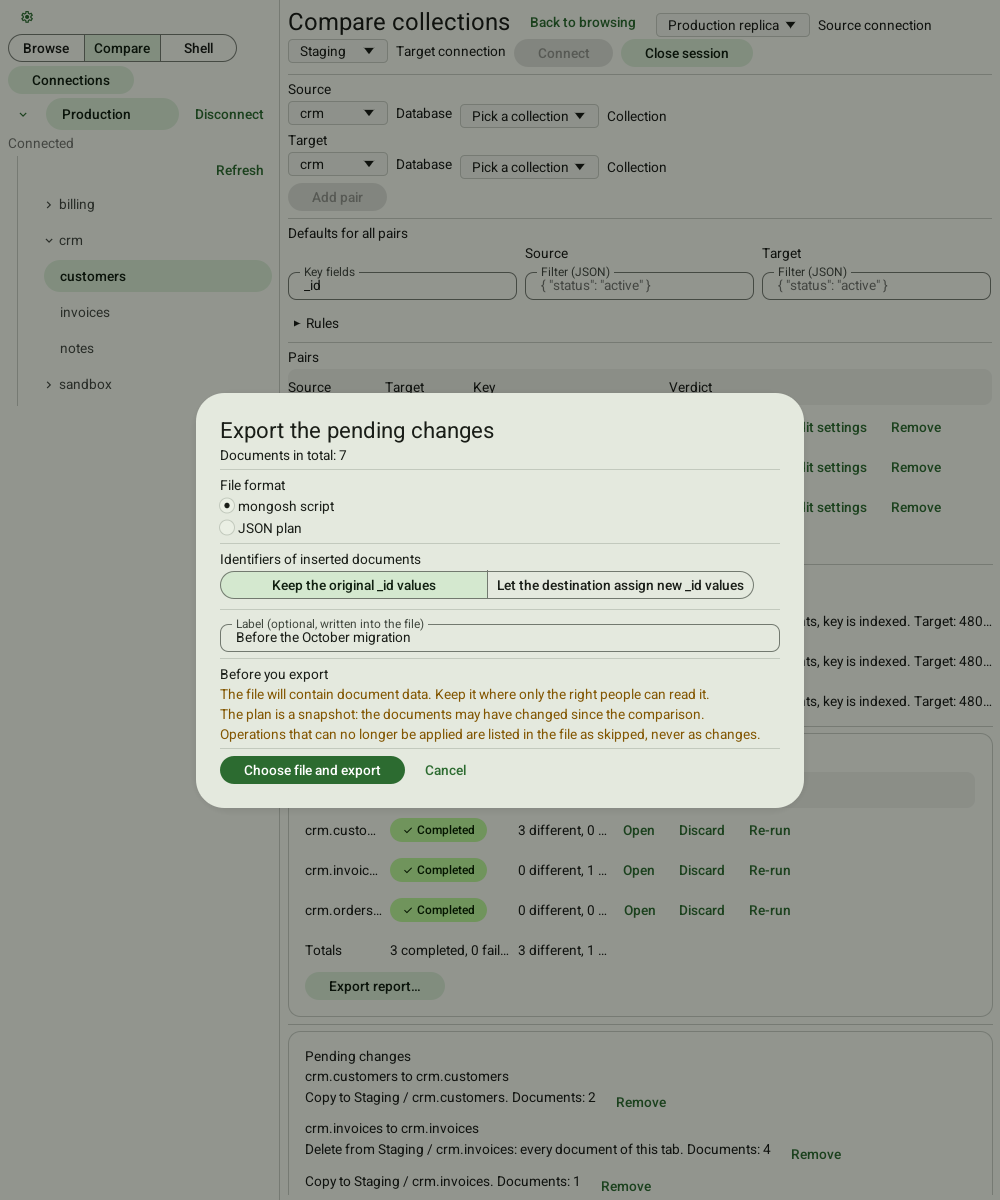 Browse Compare Shell
Connections
Production Disconnect
Connected
Refresh
billing
crm
customers
invoices
notes
sandbox
Compare collections Back to browsing Production replica Source connection
Staging Target connection Connect Close session
Source
crm Database Pick a collection Collection
Target
crm Database Pick a collection Collection
Add pair
Defaults for all pairs
Source Target
Key fields Filter (JSON) Filter (JSON)
_id { "status": "active" } { "status": "active" }
Rules
Pairs
Source Target Key Verdict
settings Remove
settings Remove
settings Remove
Export the pending changes
Documents in total: 7
File format
mongosh script
JSON plan
Identifiers of inserted documents
Keep the original _id values Let the destination assign new _id values
Label (optional, written into the file)
Before the October migration
Before you export
The file will contain document data. Keep it where only the right people can read it.
The plan is a snapshot: the documents may have changed since the comparison.
Operations that can no longer be applied are listed in the file as skipped, never as changes.
Choose file and export Cancel
key is indexed. Target: 480...
key is indexed. Target: 480...
key is indexed. Target: 480...
crm.custo... Completed 3 different, 0 ... Open Discard Re-run
crm.invoic... Completed 0 different, 1 ... Open Discard Re-run
crm.orders... Completed 0 different, 0 ... Open Discard Re-run
Totals 3 completed, 0 fail... 3 different, 1 ...
Export report...
Pending changes
crm.customers to crm.customers
Copy to Staging / crm.customers. Documents: 2 Remove
crm.invoices to crm.invoices
Delete from Staging / crm.invoices: every document of this tab. Documents: 4 Remove
Copy to Staging / crm.invoices. Documents: 1 Remove